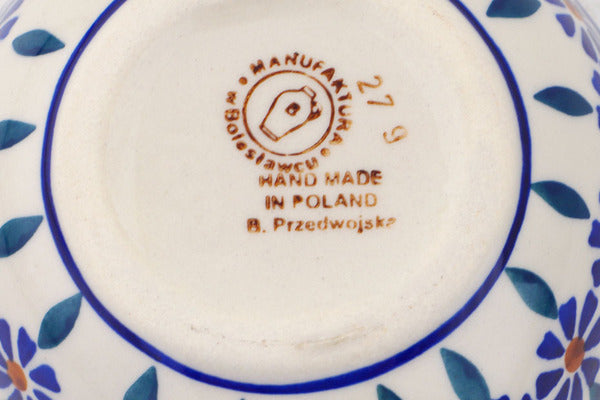 MANUFAKTURA
w Bolesławcu
279
HAND MADE
IN POLAND
B. Przedwojska